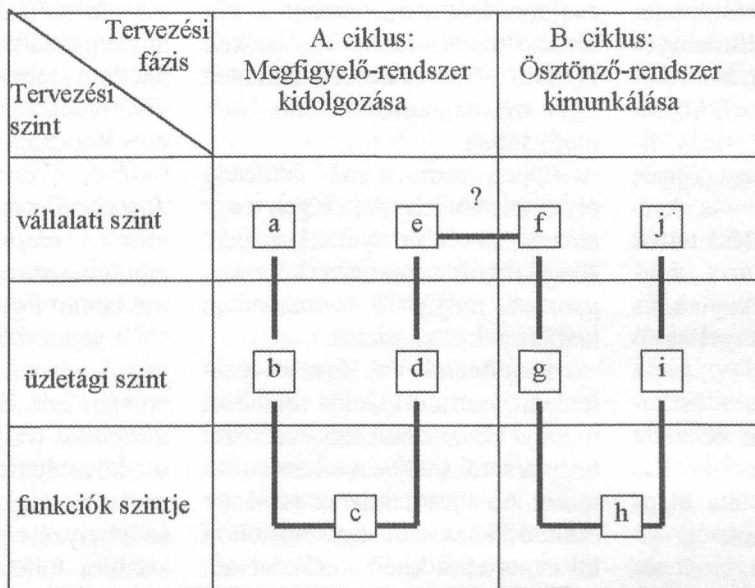 Tervezési
fázis
Tervezési
szint
A. ciklus:
Megfigyelő-rendszer
kidolgozása
B. ciklus:
Ösztönző-rendszer
kimunkálása
vállalati szint
a
e
?
f
j
üzletági szint
b
d
g
i
funkciók szintje
c
h